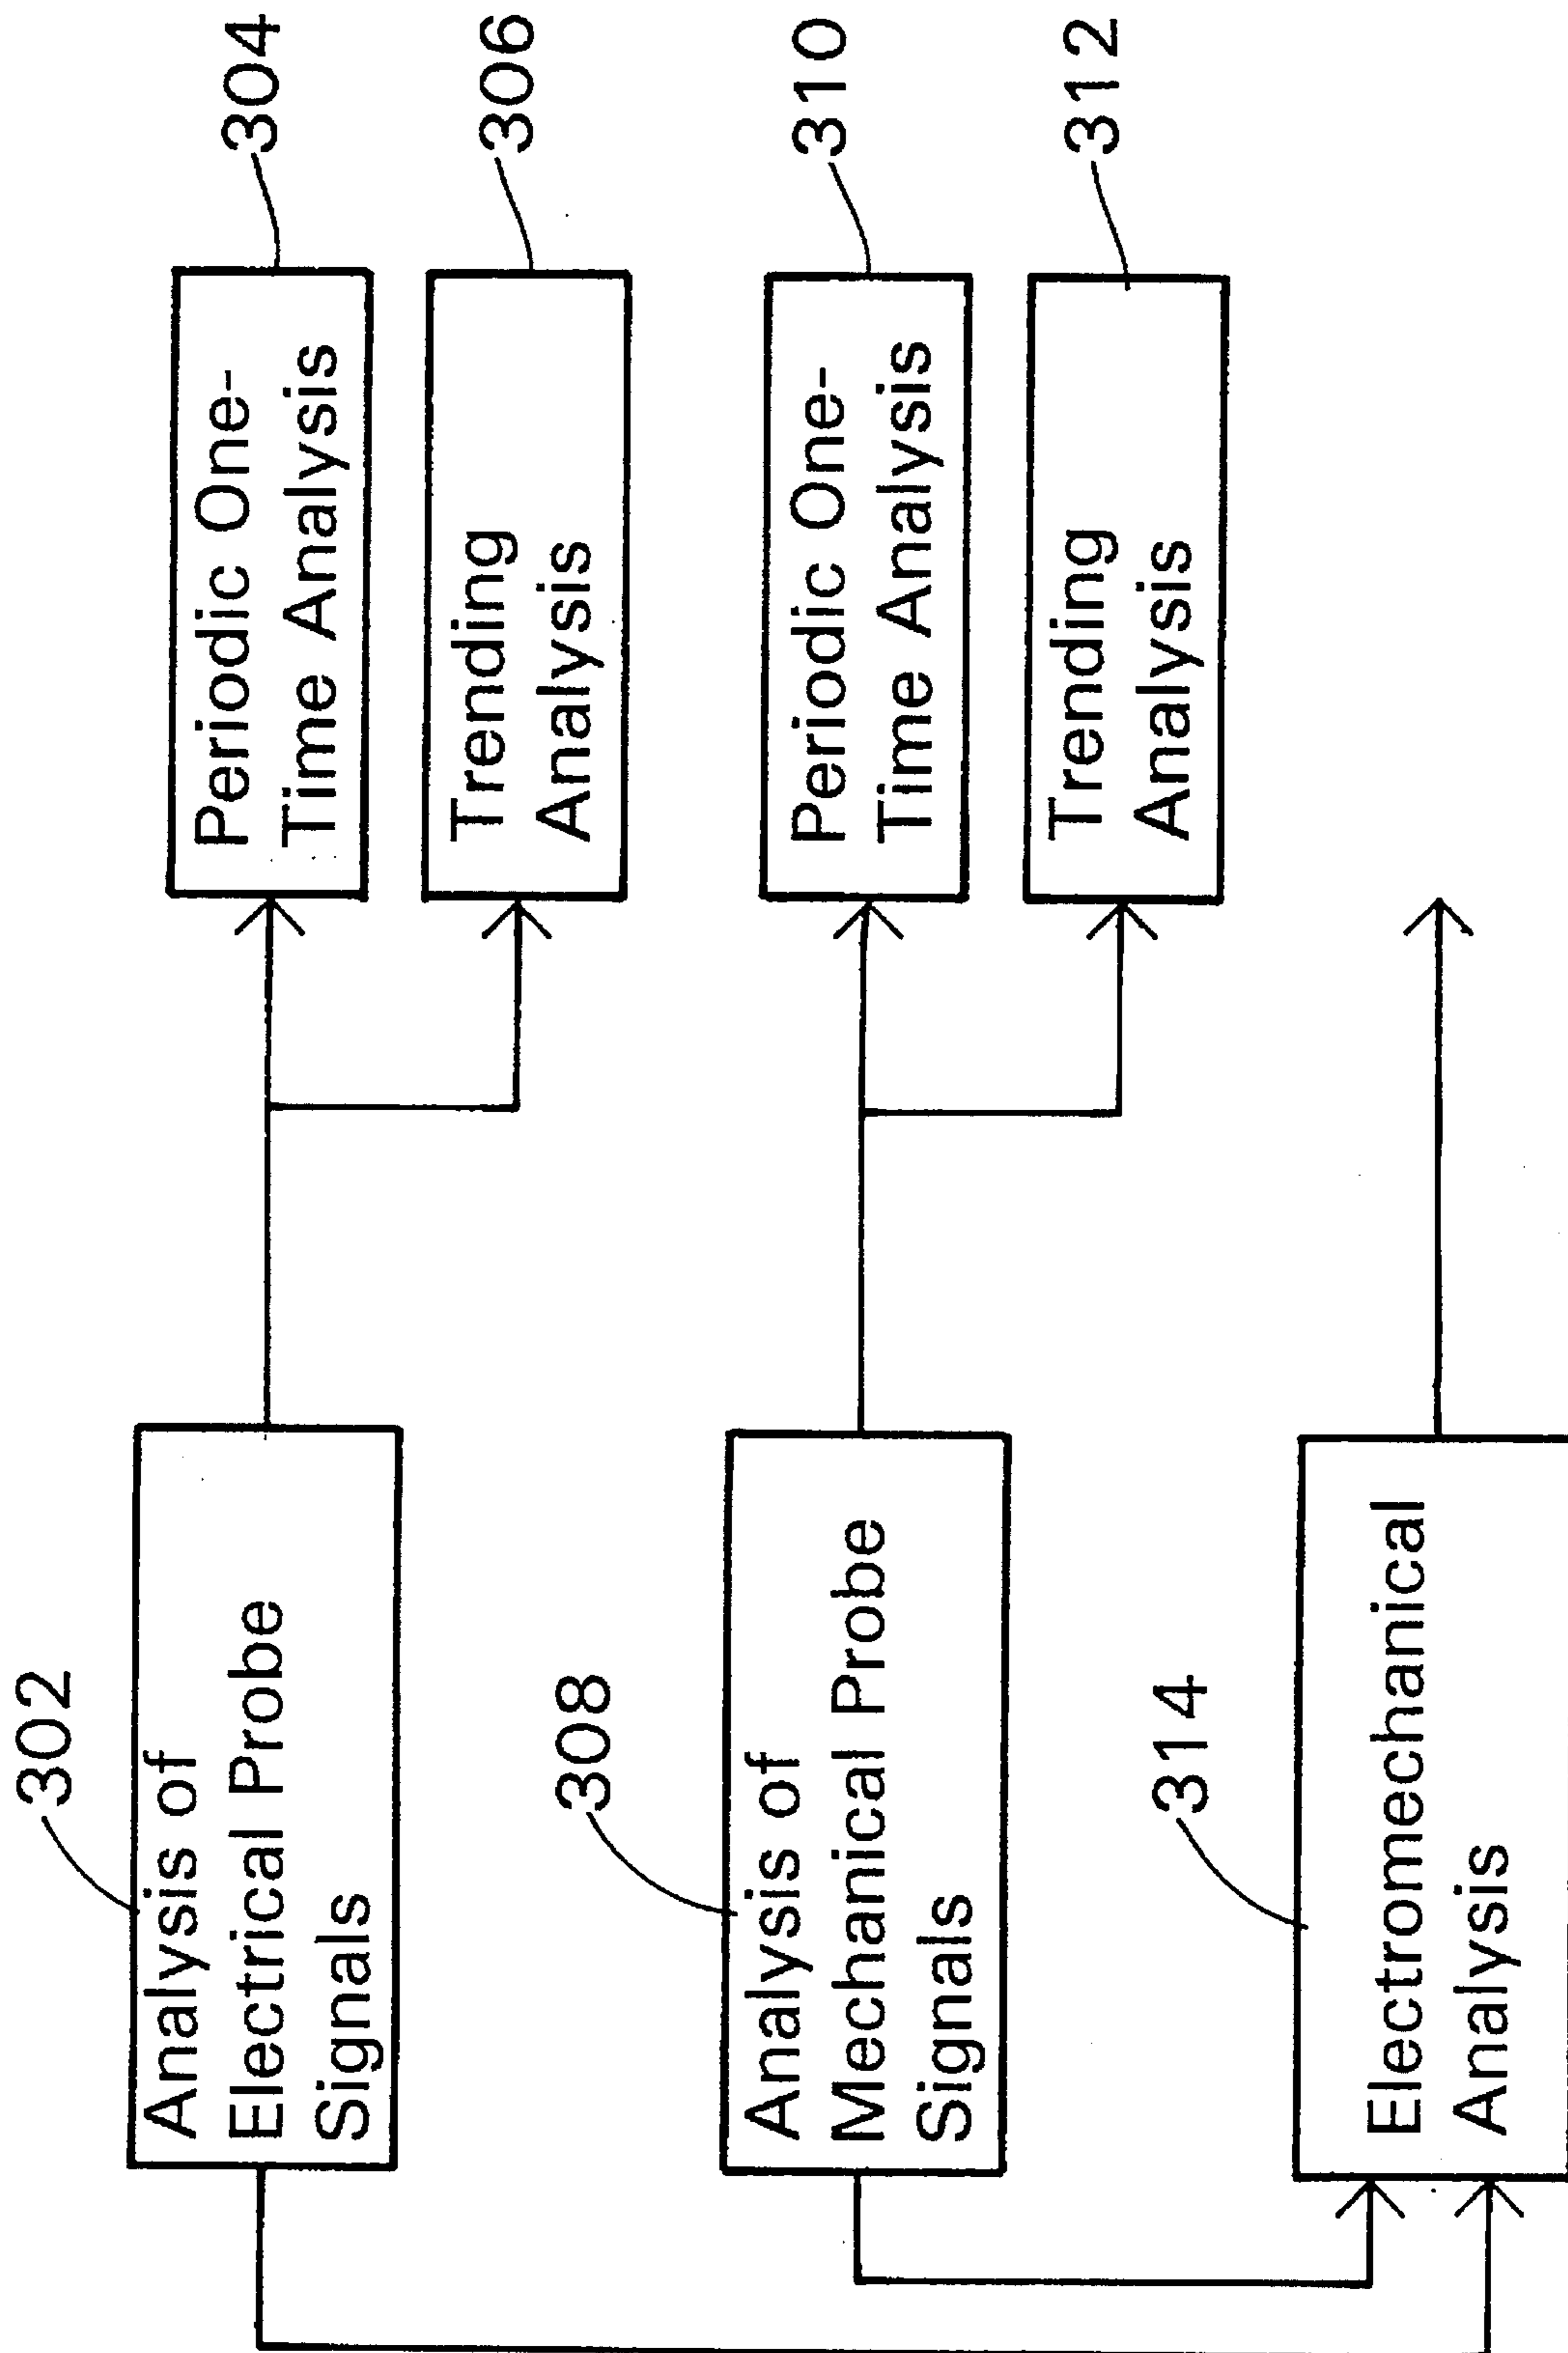 302
Analysis of
Electrical Probe
Signals
Periodic One-
Time Analysis
304
Trending
Analysis
306
308
Analysis of
Mechanical Probe
Signals
Periodic One-
Time Analysis
310
Trending
Analysis
312
314
Electromechanical
Analysis